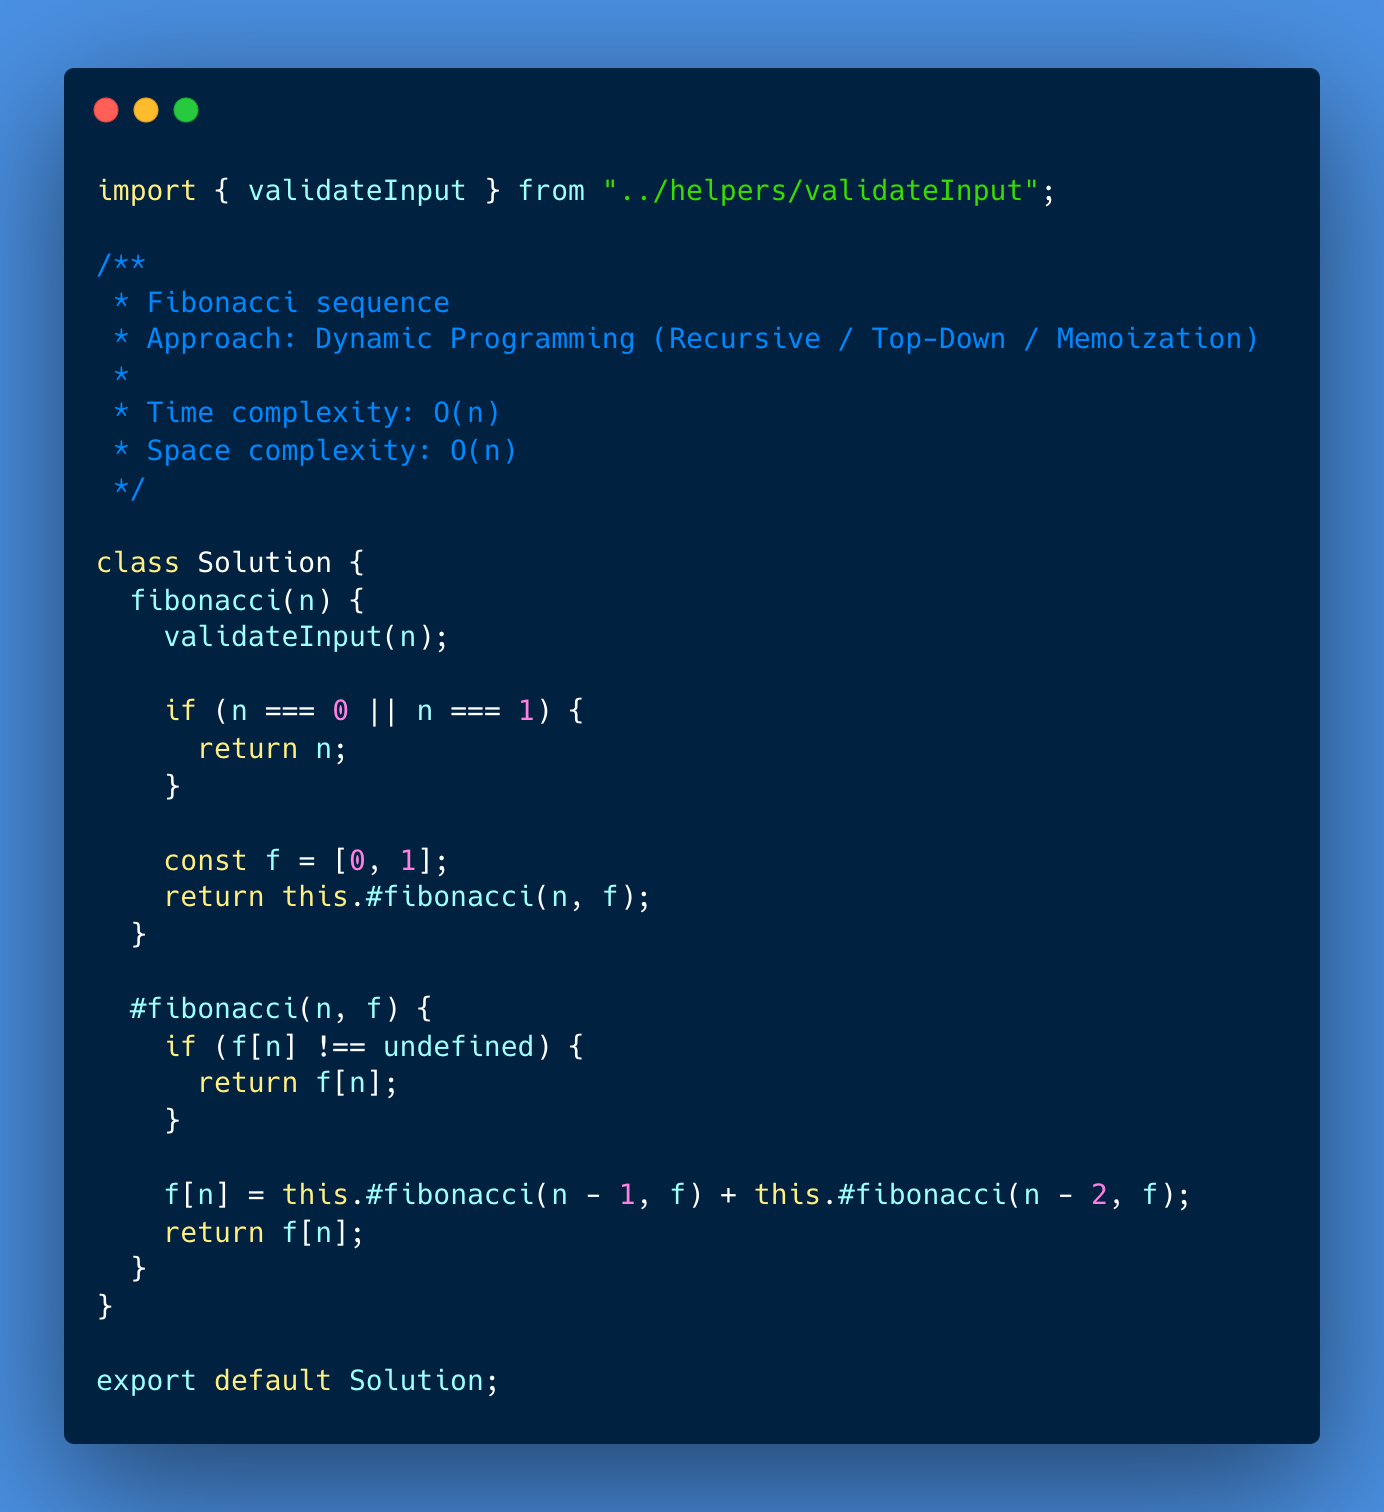 import { validateInput } from "../helpers/validateInput";

/**
 * Fibonacci sequence
 * Approach: Dynamic Programming (Recursive / Top-Down / Memoization)
 *
 * Time complexity: O(n)
 * Space complexity: O(n)
 */

class Solution {
  fibonacci(n) {
    validateInput(n);

    if (n === 0 || n === 1) {
      return n;
    }

    const f = [0, 1];
    return this.#fibonacci(n, f);
  }

  #fibonacci(n, f) {
    if (f[n] !== undefined) {
      return f[n];
    }

    f[n] = this.#fibonacci(n - 1, f) + this.#fibonacci(n - 2, f);
    return f[n];
  }
}

export default Solution;